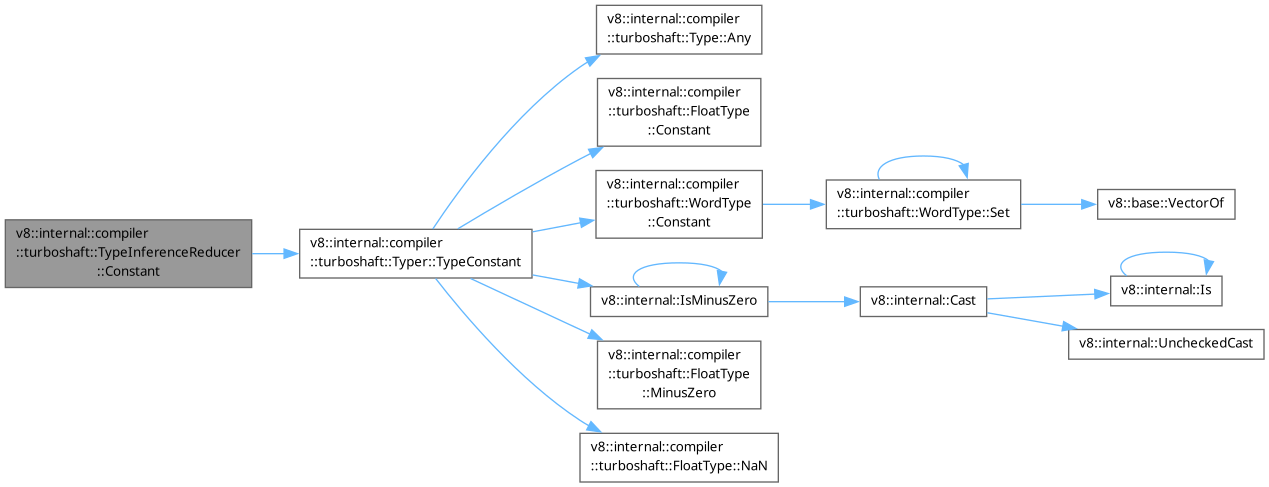 v8::internal::compiler
::turboshaft::TypeInferenceReducer
::Constant
v8::internal::compiler
::turboshaft::Typer::TypeConstant
v8::internal::compiler
::turboshaft::Type::Any
v8::internal::compiler
::turboshaft::FloatType
::Constant
v8::internal::compiler
::turboshaft::WordType
::Constant
v8::internal::compiler
::turboshaft::WordType::Set
v8::base::VectorOf
v8::internal::IsMinusZero
v8::internal::Cast
v8::internal::Is
v8::internal::UncheckedCast
v8::internal::compiler
::turboshaft::FloatType
::MinusZero
v8::internal::compiler
::turboshaft::FloatType::NaN